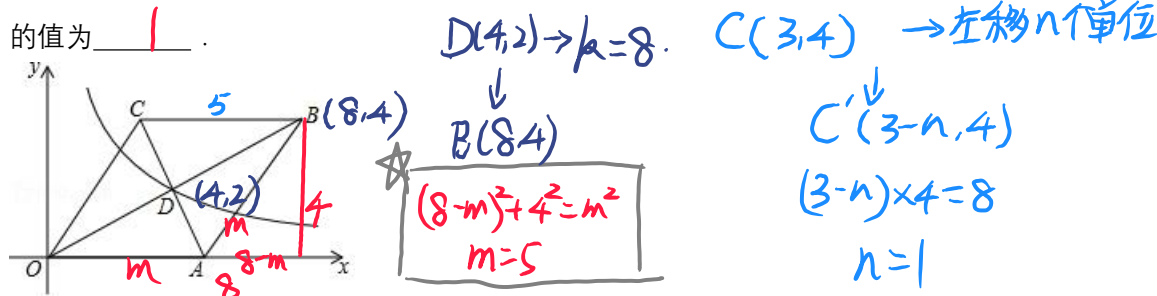 的值为 1 .
D(4,2)→k=8.
↓
B(8,4)
☆
(8-m)²+4²=m²
m=5
C(3,4) →左移n个单位
↓
C'(3-n,4)
(3-n)×4=8
n=1
y
C 5 B(8,4)
D (4,2)
m 4
O m A 8-m x
8